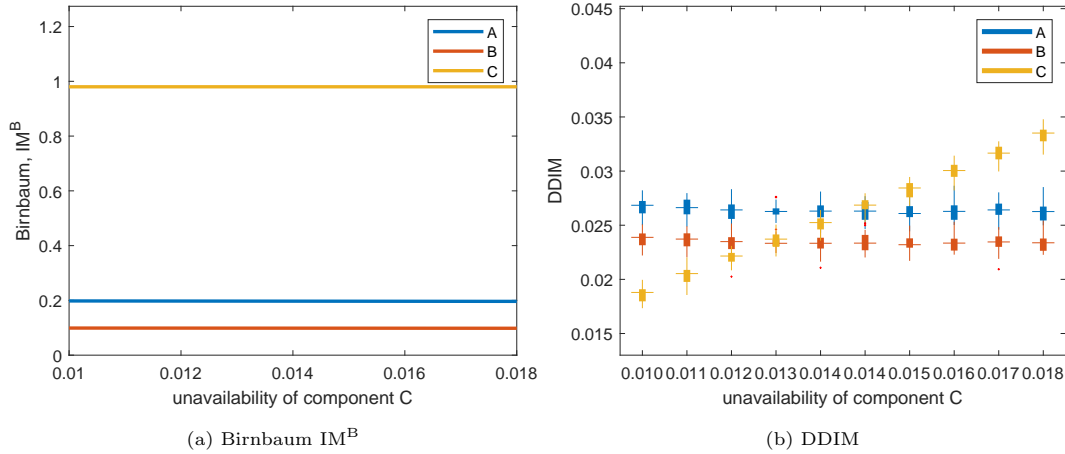 1.2
1
0.8
0.6
0.4
0.2
0
Birnbaum, IM^B
A
B
C
0.01
0.012
0.014
0.016
0.018
unavailability of component C
(a) Birnbaum IM^B
0.045
0.04
0.035
0.03
0.025
0.02
0.015
DDIM
A
B
C
0.010 0.011 0.012 0.013 0.014 0.014 0.015 0.016 0.017 0.018
unavailability of component C
(b) DDIM